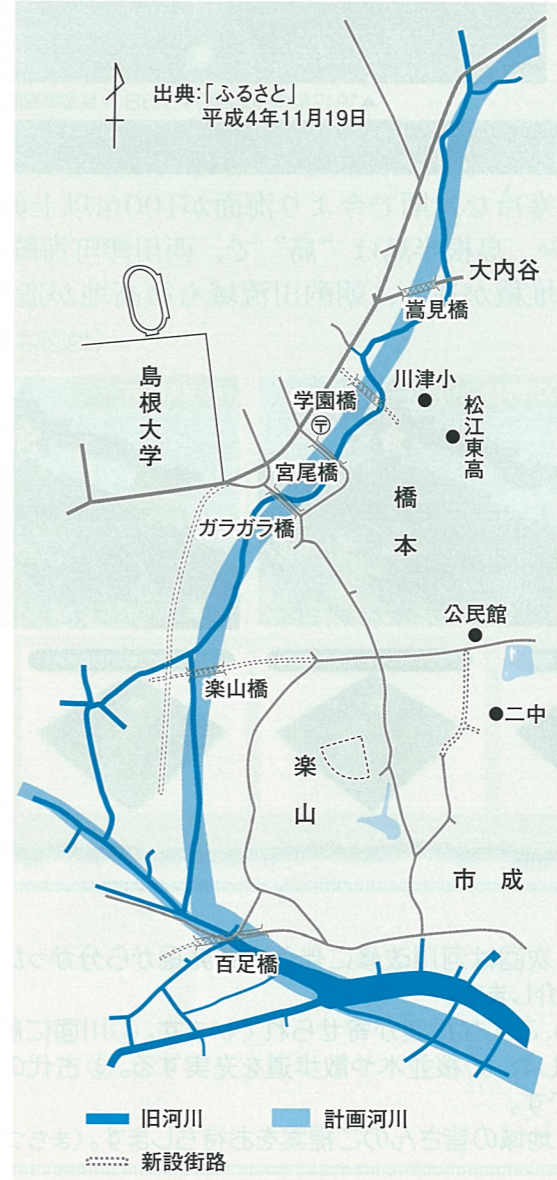 出典:「ふるさと」
平成4年11月19日
大内谷
嵩見橋
川津小
学園橋
〒
松江東高
島根大学
宮尾橋
橋本
ガラガラ橋
公民館
楽山橋
二中
楽山
市成
百足橋
旧河川
計画河川
新設街路